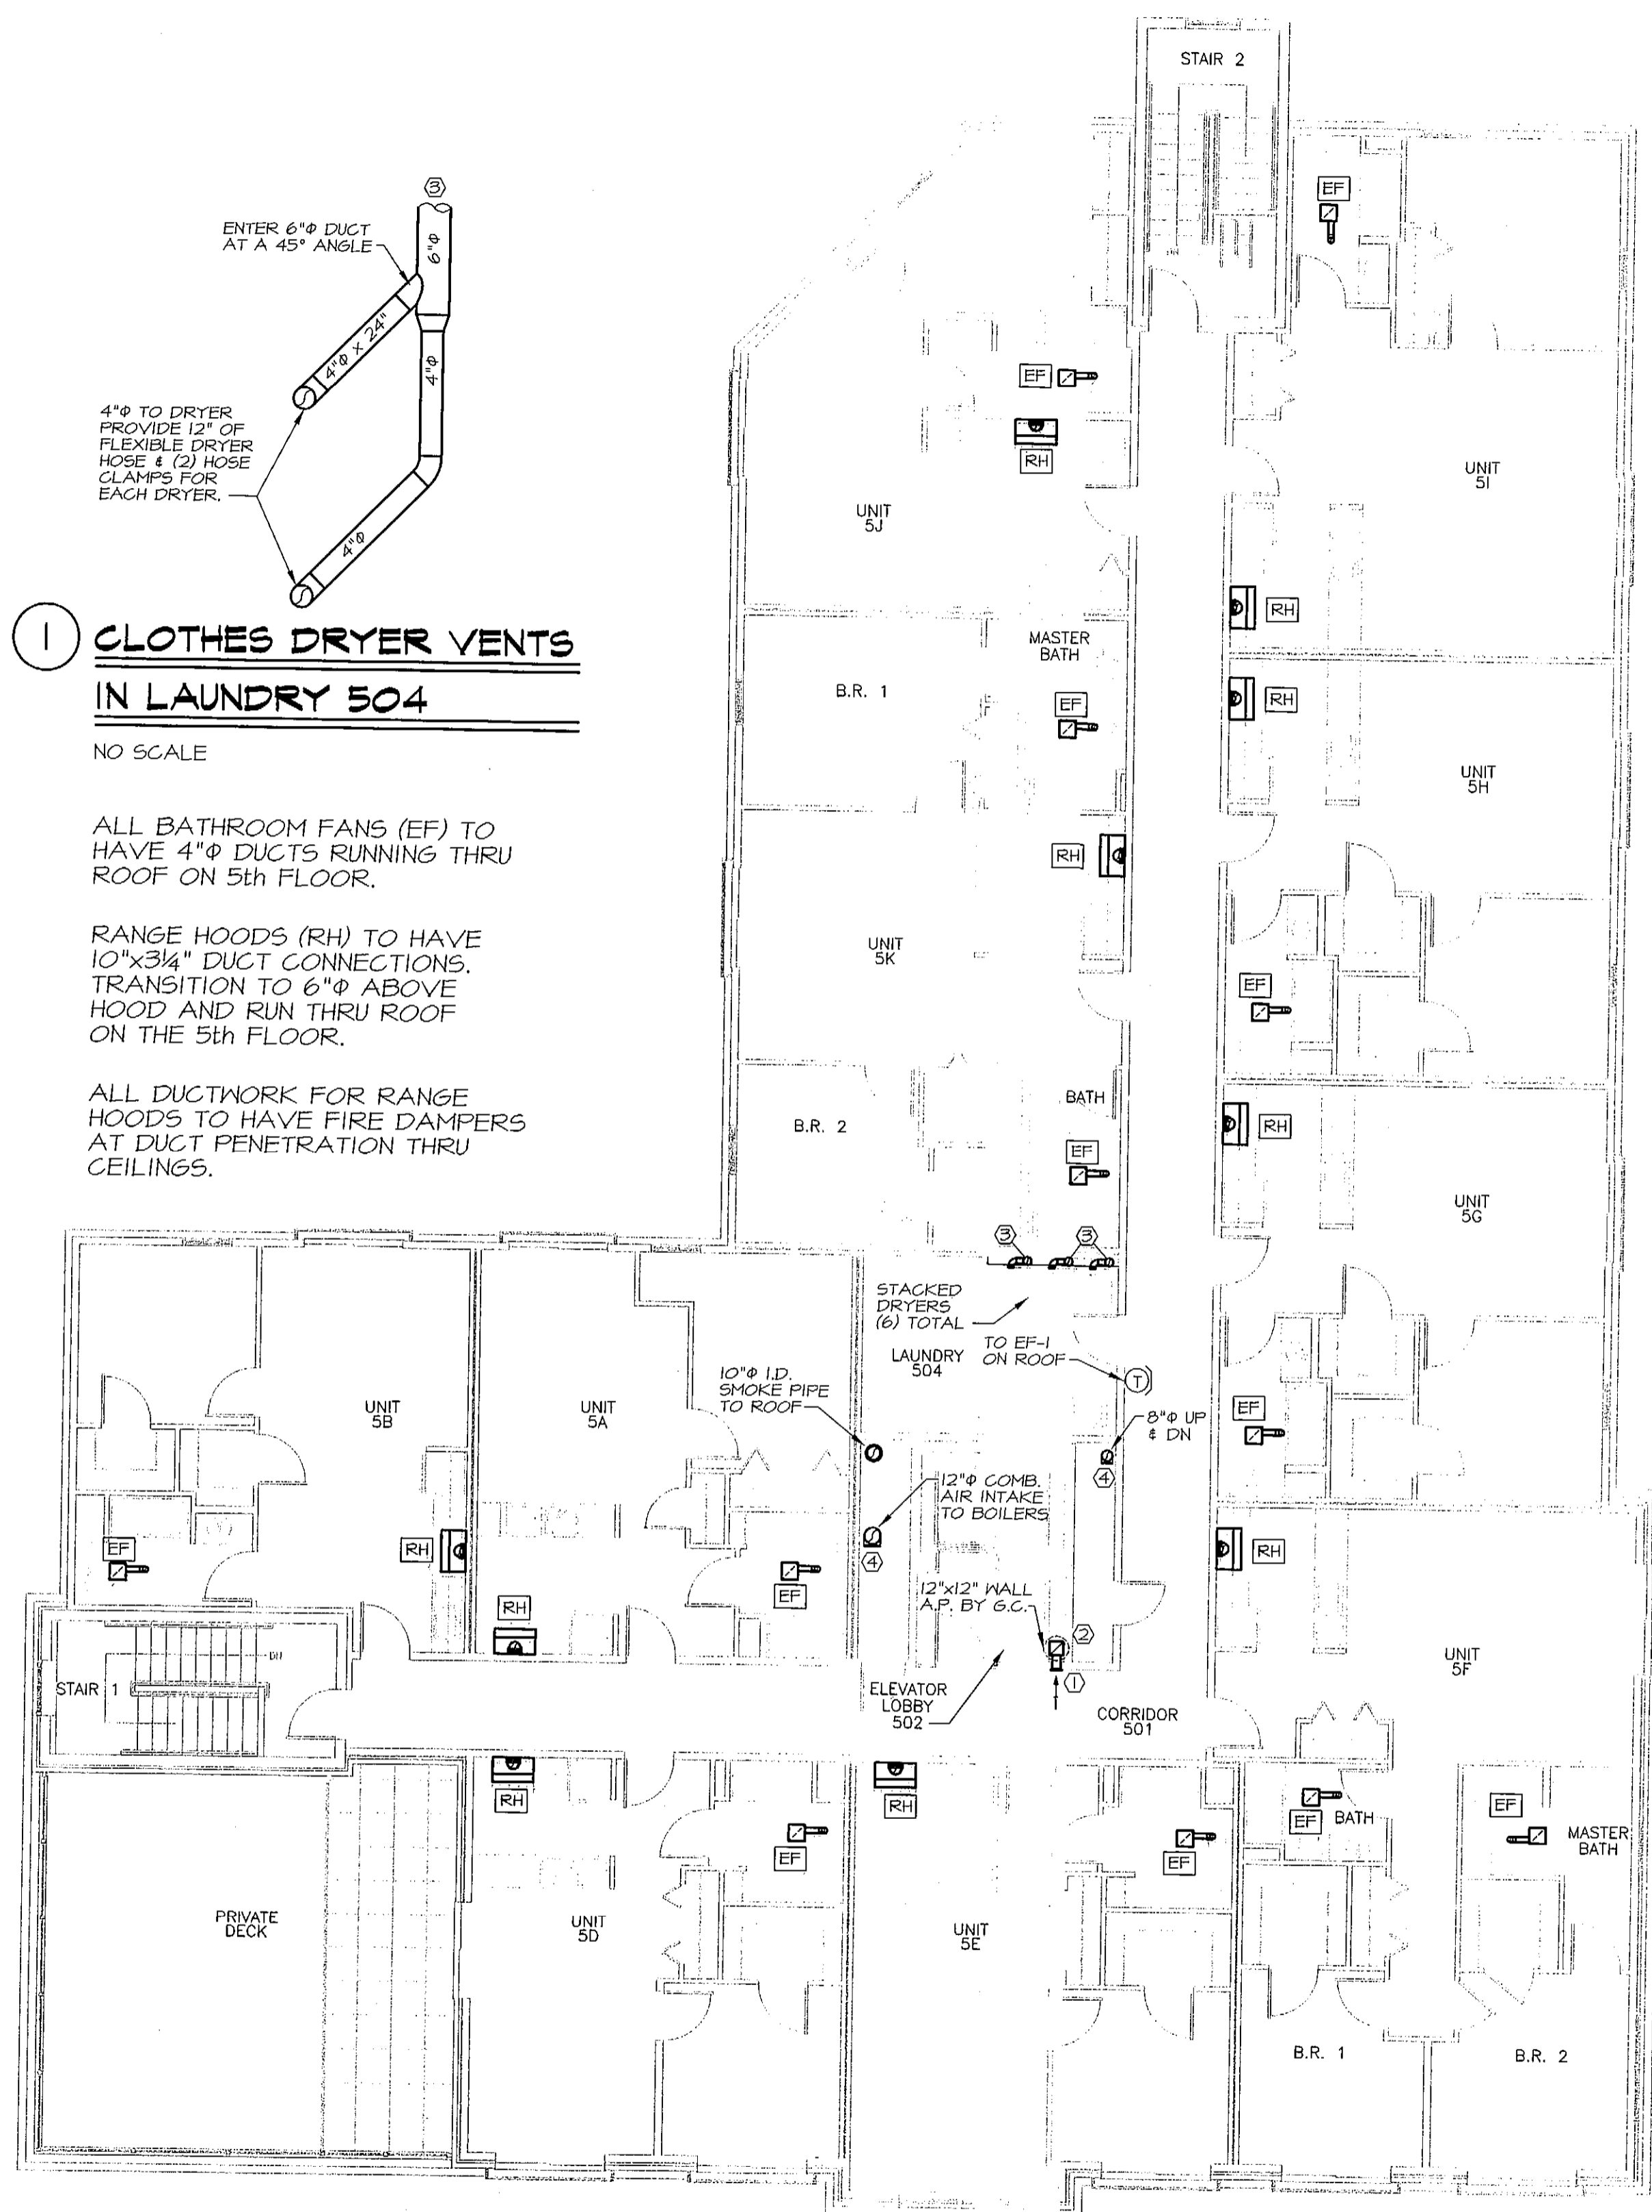 STAIR 2
3
ENTER 6"Φ DUCT
AT A 45° ANGLE
6"Φ
4"Φ X 24"
4"Φ
4"Φ TO DRYER
PROVIDE 12" OF
FLEXIBLE DRYER
HOSE & (2) HOSE
CLAMPS FOR
EACH DRYER.
4"Φ
1
CLOTHES DRYER VENTS
IN LAUNDRY 504
NO SCALE
ALL BATHROOM FANS (EF) TO
HAVE 4"Φ DUCTS RUNNING THRU
ROOF ON 5th FLOOR.
RANGE HOODS (RH) TO HAVE
10"x3¼" DUCT CONNECTIONS.
TRANSITION TO 6"Φ ABOVE
HOOD AND RUN THRU ROOF
ON THE 5th FLOOR.
ALL DUCTWORK FOR RANGE
HOODS TO HAVE FIRE DAMPERS
AT DUCT PENETRATION THRU
CEILINGS.
EF
EF
RH
UNIT
5I
UNIT
5J
RH
MASTER
BATH
B.R. 1
EF
RH
UNIT
5H
RH
UNIT
5K
EF
BATH
B.R. 2
RH
EF
UNIT
5G
3
3
STACKED
DRYERS
(6) TOTAL
TO EF-1
ON ROOF
LAUNDRY
504
T
10"Φ I.D.
SMOKE PIPE
TO ROOF
UNIT
5B
UNIT
5A
8"Φ UP
& DN
EF
4
12"Φ COMB.
AIR INTAKE
TO BOILERS
4
EF
RH
RH
12"x12" WALL
A.P. BY G.C.
EF
RH
2
DN
STAIR 1
1
ELEVATOR
LOBBY
502
CORRIDOR
501
UNIT
5F
RH
RH
EF
EF
BATH
EF
EF
MASTER
BATH
PRIVATE
DECK
UNIT
5D
UNIT
5E
B.R. 1
B.R. 2